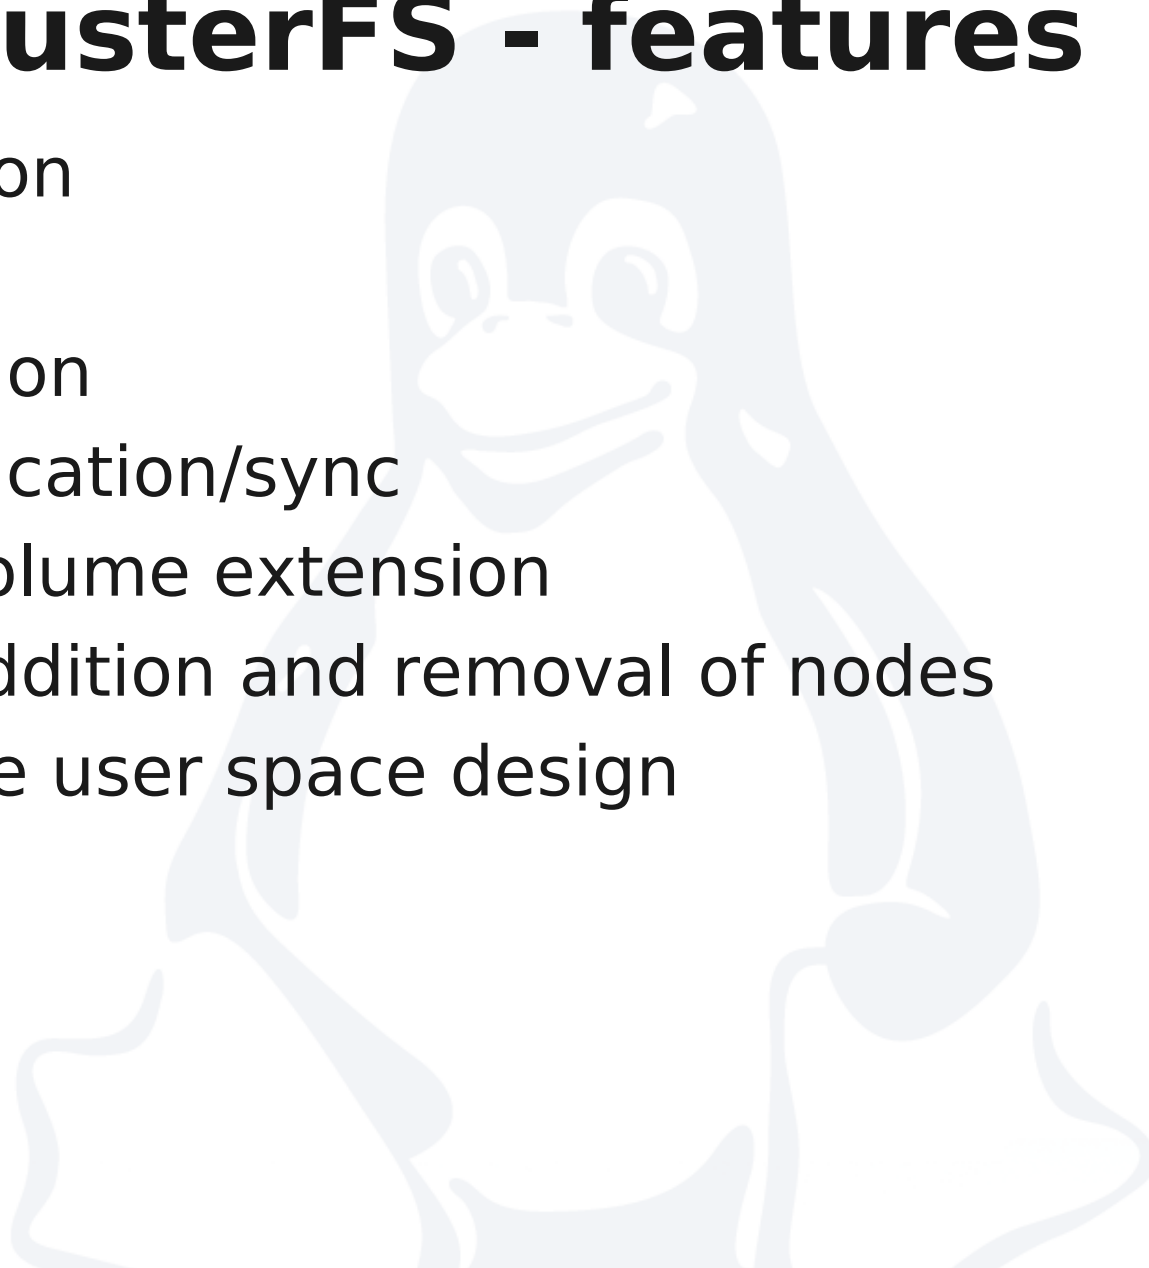 usterFS - features
on
on
cation/sync
olume extension
ddition and removal of nodes
e user space design